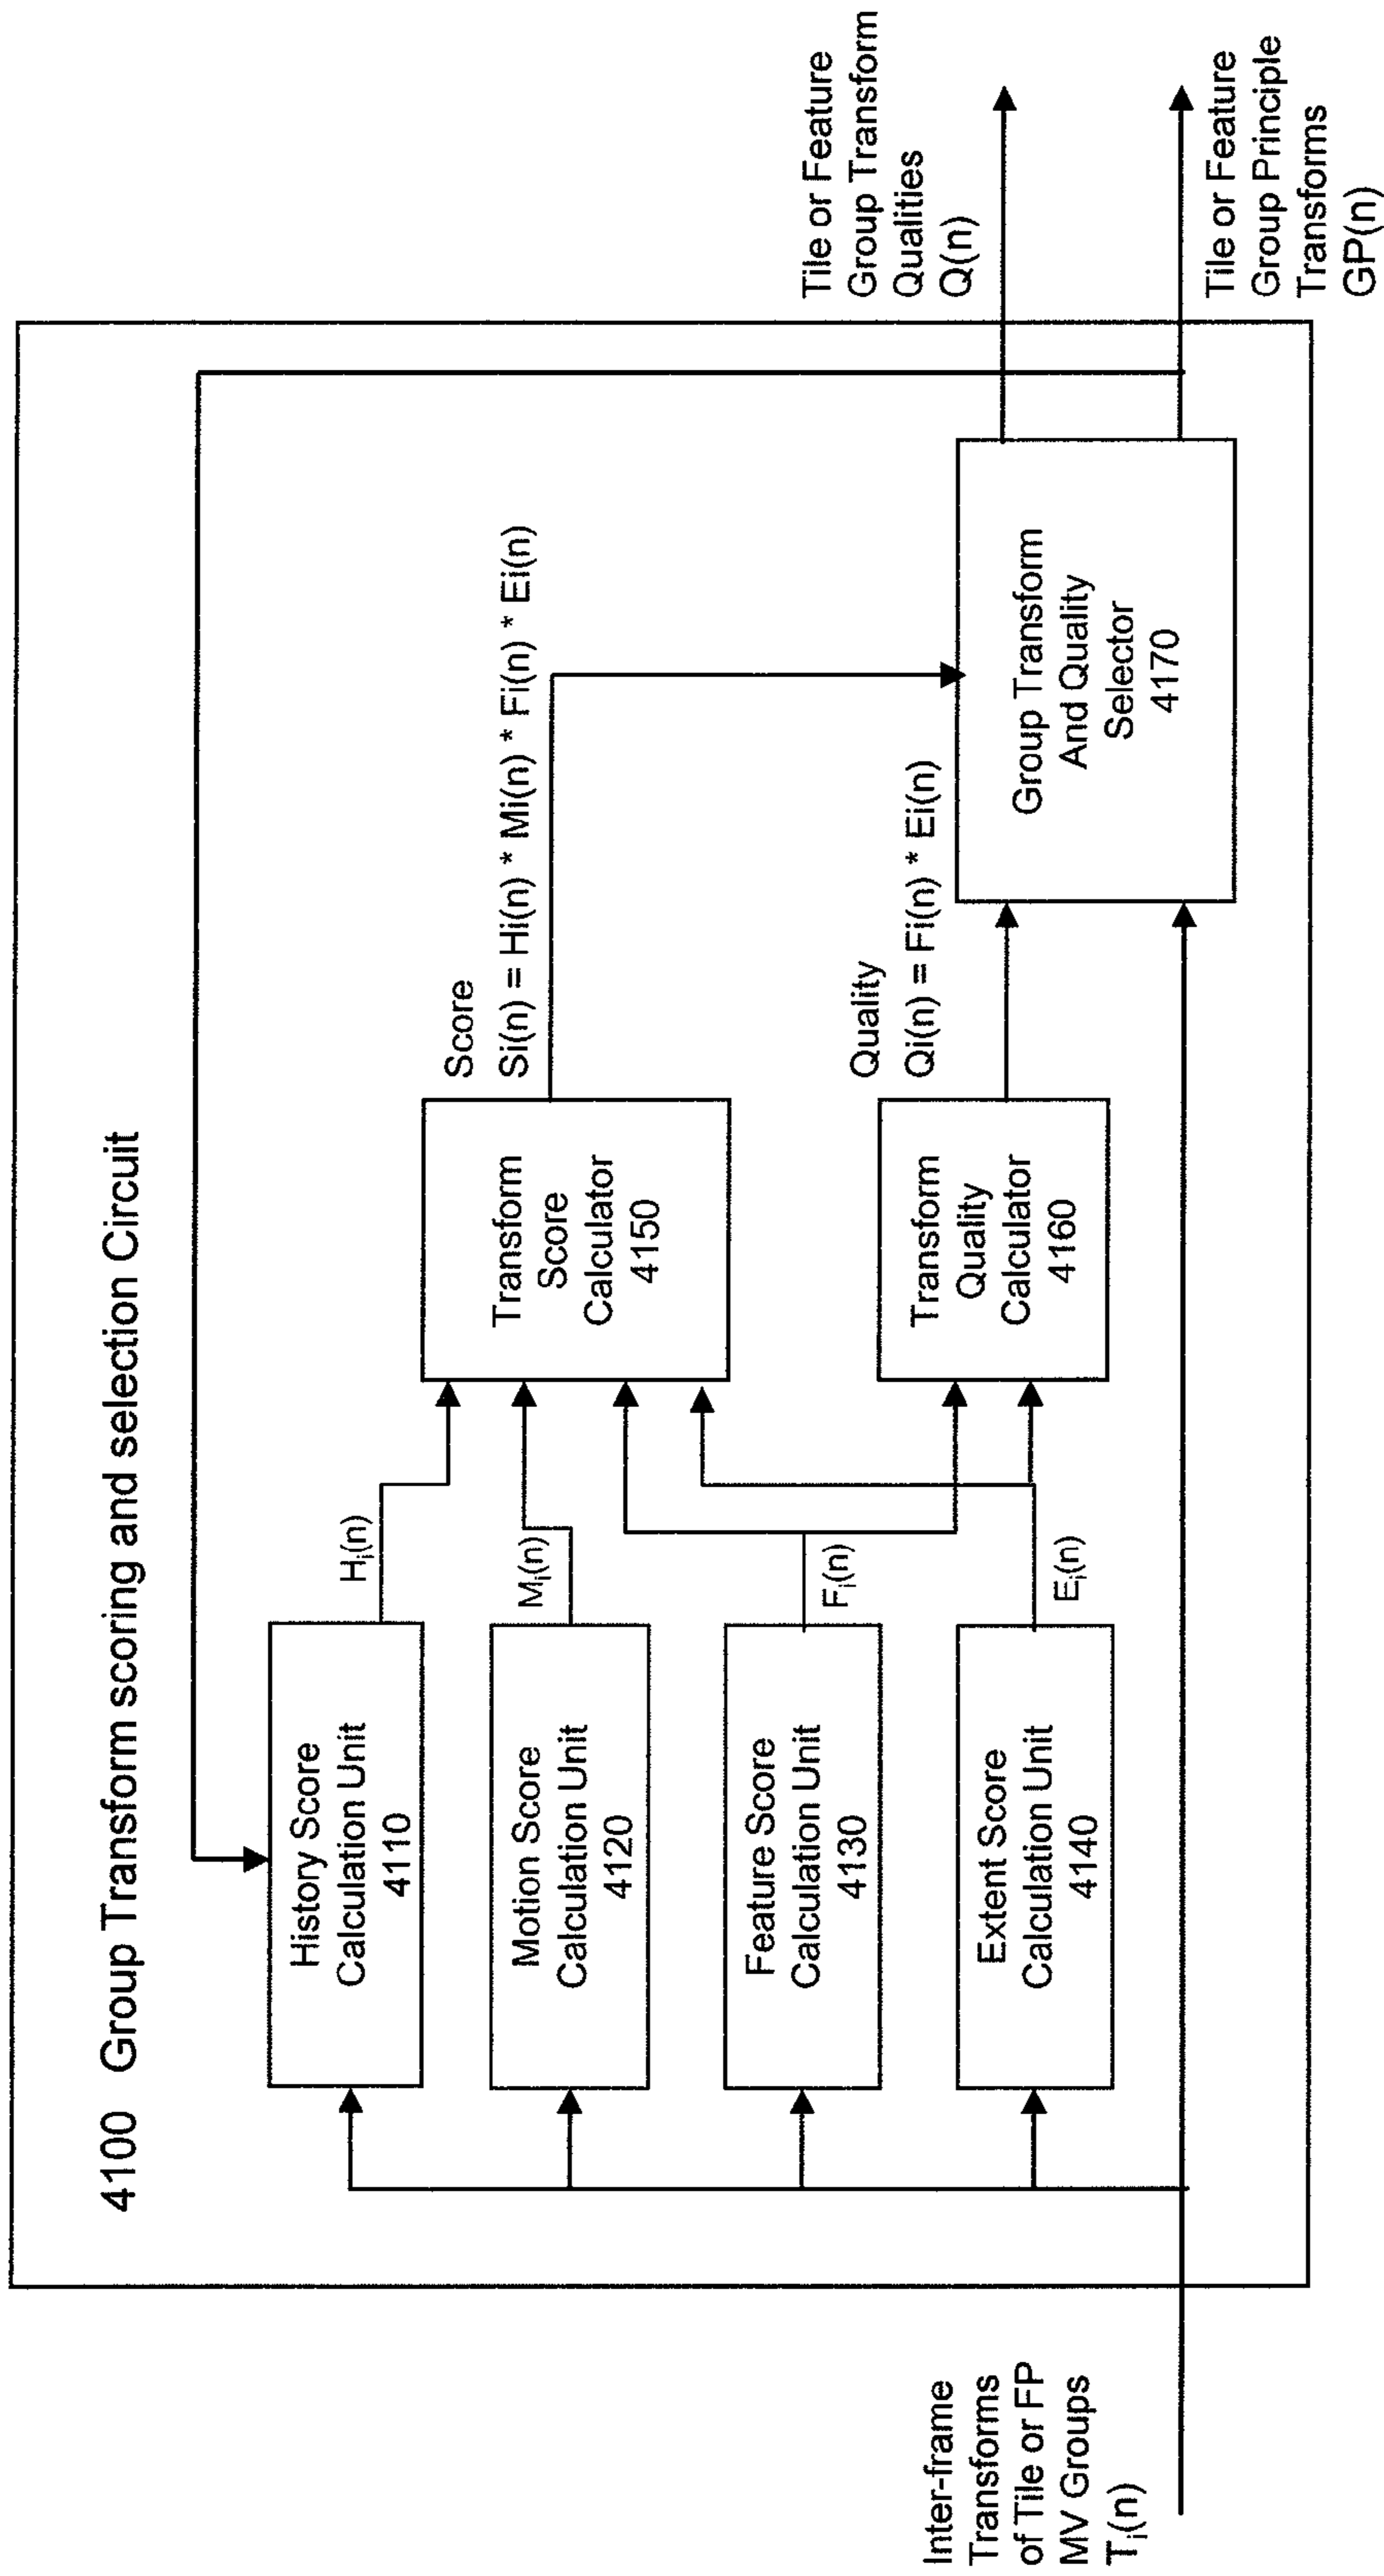 4100 Group Transform scoring and selection Circuit
Inter-frame
Transforms
of Tile or FP
MV Groups
Ti(n)
History Score
Calculation Unit
4110
Motion Score
Calculation Unit
4120
Feature Score
Calculation Unit
4130
Extent Score
Calculation Unit
4140
Hi(n)
Mi(n)
Fi(n)
Ei(n)
Transform
Score
Calculator
4150
Transform
Quality
Calculator
4160
Score
Si(n) = Hi(n) * Mi(n) * Fi(n) * Ei(n)
Quality
Qi(n) = Fi(n) * Ei(n)
Group Transform
And Quality
Selector
4170
Tile or Feature
Group Transform
Qualities
Q(n)
Tile or Feature
Group Principle
Transforms
GP(n)